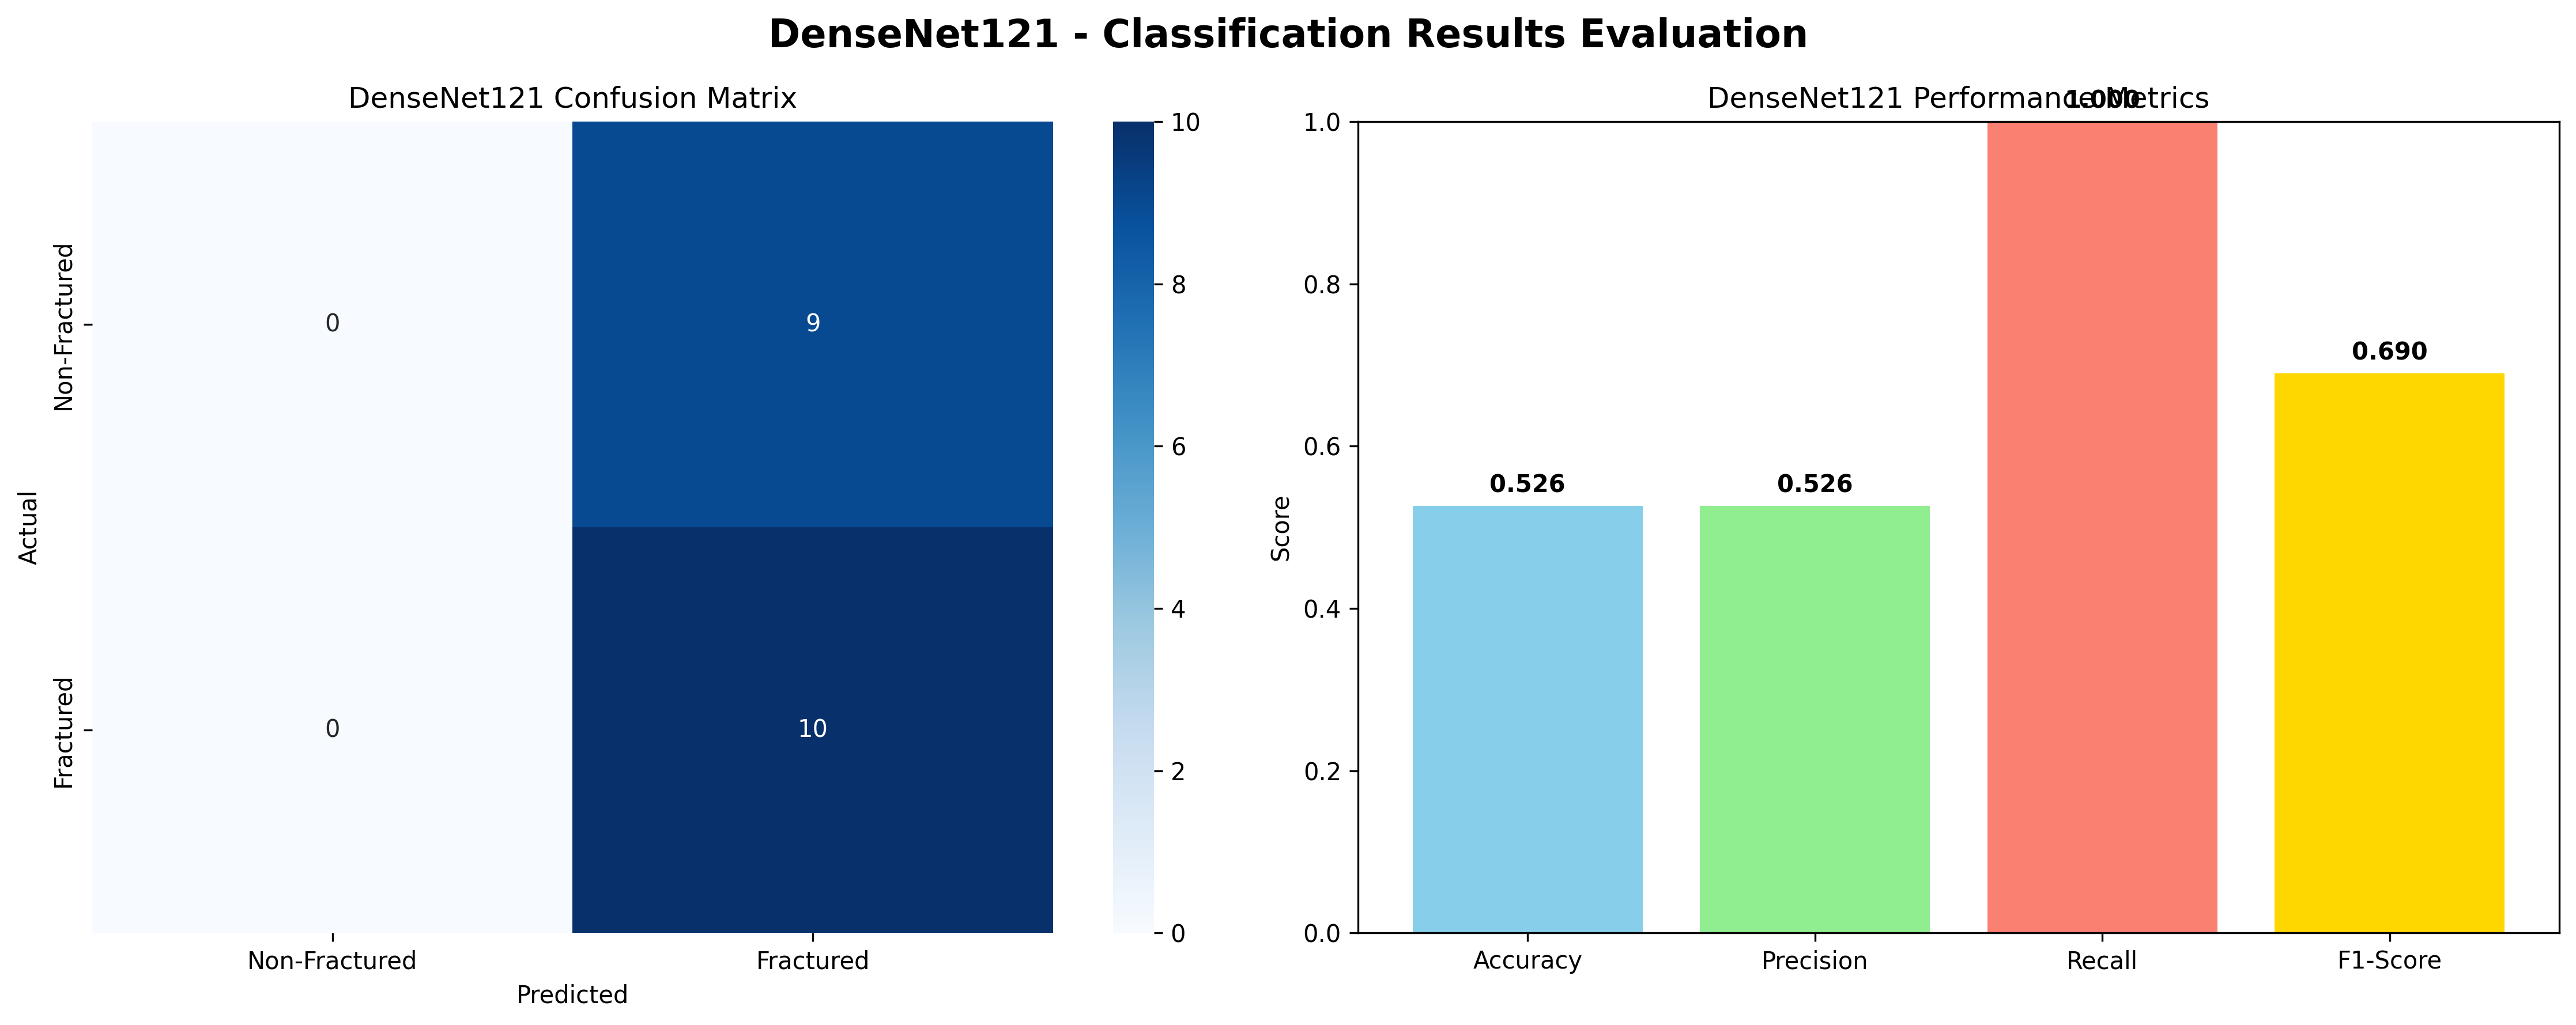 DenseNet121 - Classification Results Evaluation
DenseNet121 Confusion Matrix
Actual
Non-Fractured
Fractured
0
9
0
10
Non-Fractured
Fractured
Predicted
10
8
6
4
2
0
DenseNet121 Performance Metrics
Score
1.0
0.8
0.6
0.4
0.2
0.0
0.526
0.526
1.000
0.690
Accuracy
Precision
Recall
F1-Score